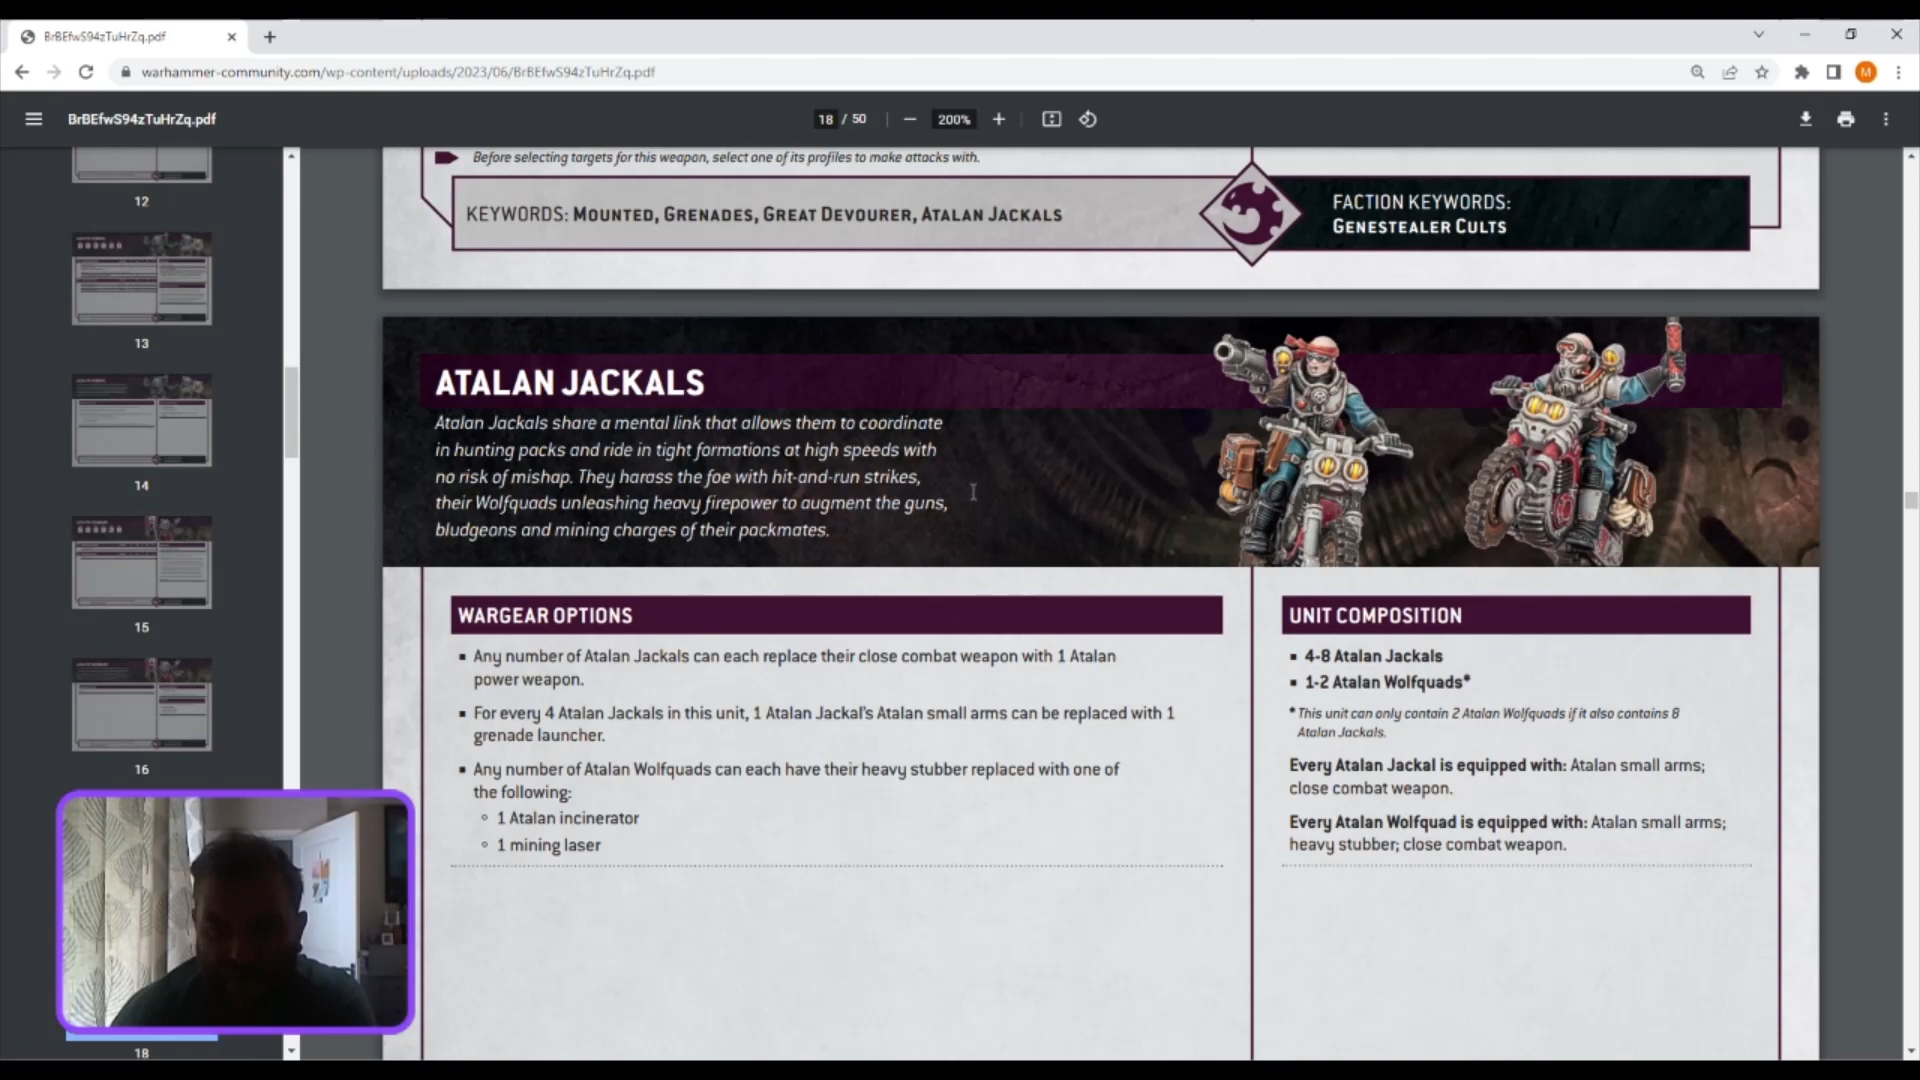 BrBEfwS94zTuHrZq.pdf
warhammer-community.com/wp-content/uploads/2023/06/BrBEfwS94zTuHrZq.pdf
M
BrBEfwS94zTuHrZq.pdf
18 / 50
200%
12
13
14
15
16
18
Before selecting targets for this weapon, select one of its profiles to make attacks with.
KEYWORDS: MOUNTED, GRENADES, GREAT DEVOURER, ATALAN JACKALS
FACTION KEYWORDS:
GENESTEALER CULTS
ATALAN JACKALS
Atalan Jackals share a mental link that allows them to coordinate
in hunting packs and ride in tight formations at high speeds with
no risk of mishap. They harass the foe with hit-and-run strikes,
their Wolfquads unleashing heavy firepower to augment the guns,
bludgeons and mining charges of their packmates.
WARGEAR OPTIONS
▪ Any number of Atalan Jackals can each replace their close combat weapon with 1 Atalan
power weapon.
▪ For every 4 Atalan Jackals in this unit, 1 Atalan Jackal's Atalan small arms can be replaced with 1
grenade launcher.
▪ Any number of Atalan Wolfquads can each have their heavy stubber replaced with one of
the following:
◦ 1 Atalan incinerator
◦ 1 mining laser
UNIT COMPOSITION
▪ 4-8 Atalan Jackals
▪ 1-2 Atalan Wolfquads*
* This unit can only contain 2 Atalan Wolfquads if it also contains 8
Atalan Jackals.
Every Atalan Jackal is equipped with: Atalan small arms;
close combat weapon.
Every Atalan Wolfquad is equipped with: Atalan small arms;
heavy stubber; close combat weapon.